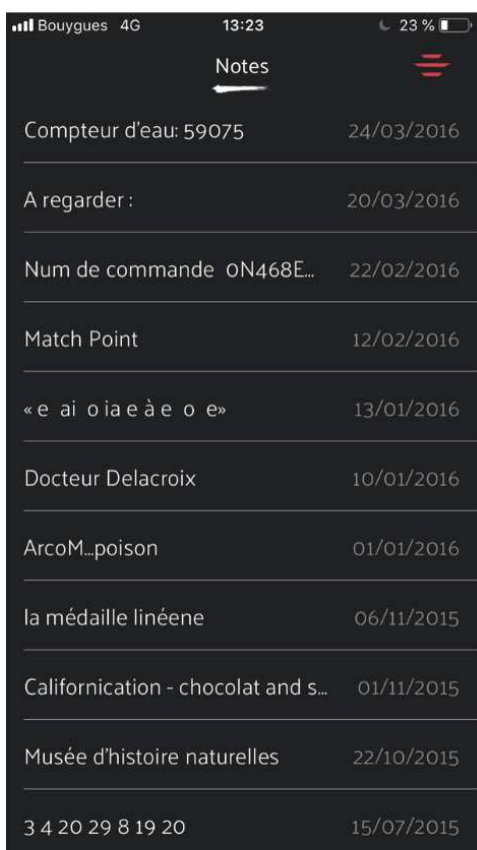 Bouygues 4G 13:23 23 %
Notes
Compteur d'eau: 59075 24/03/2016
A regarder : 20/03/2016
Num de commande 0N468E... 22/02/2016
Match Point 12/02/2016
« e ai o ia e à e o e» 13/01/2016
Docteur Delacroix 10/01/2016
ArcoM...poison 01/01/2016
la médaille linéene 06/11/2015
Californication - chocolat and s... 01/11/2015
Musée d'histoire naturelles 22/10/2015
3 4 20 29 8 19 20 15/07/2015